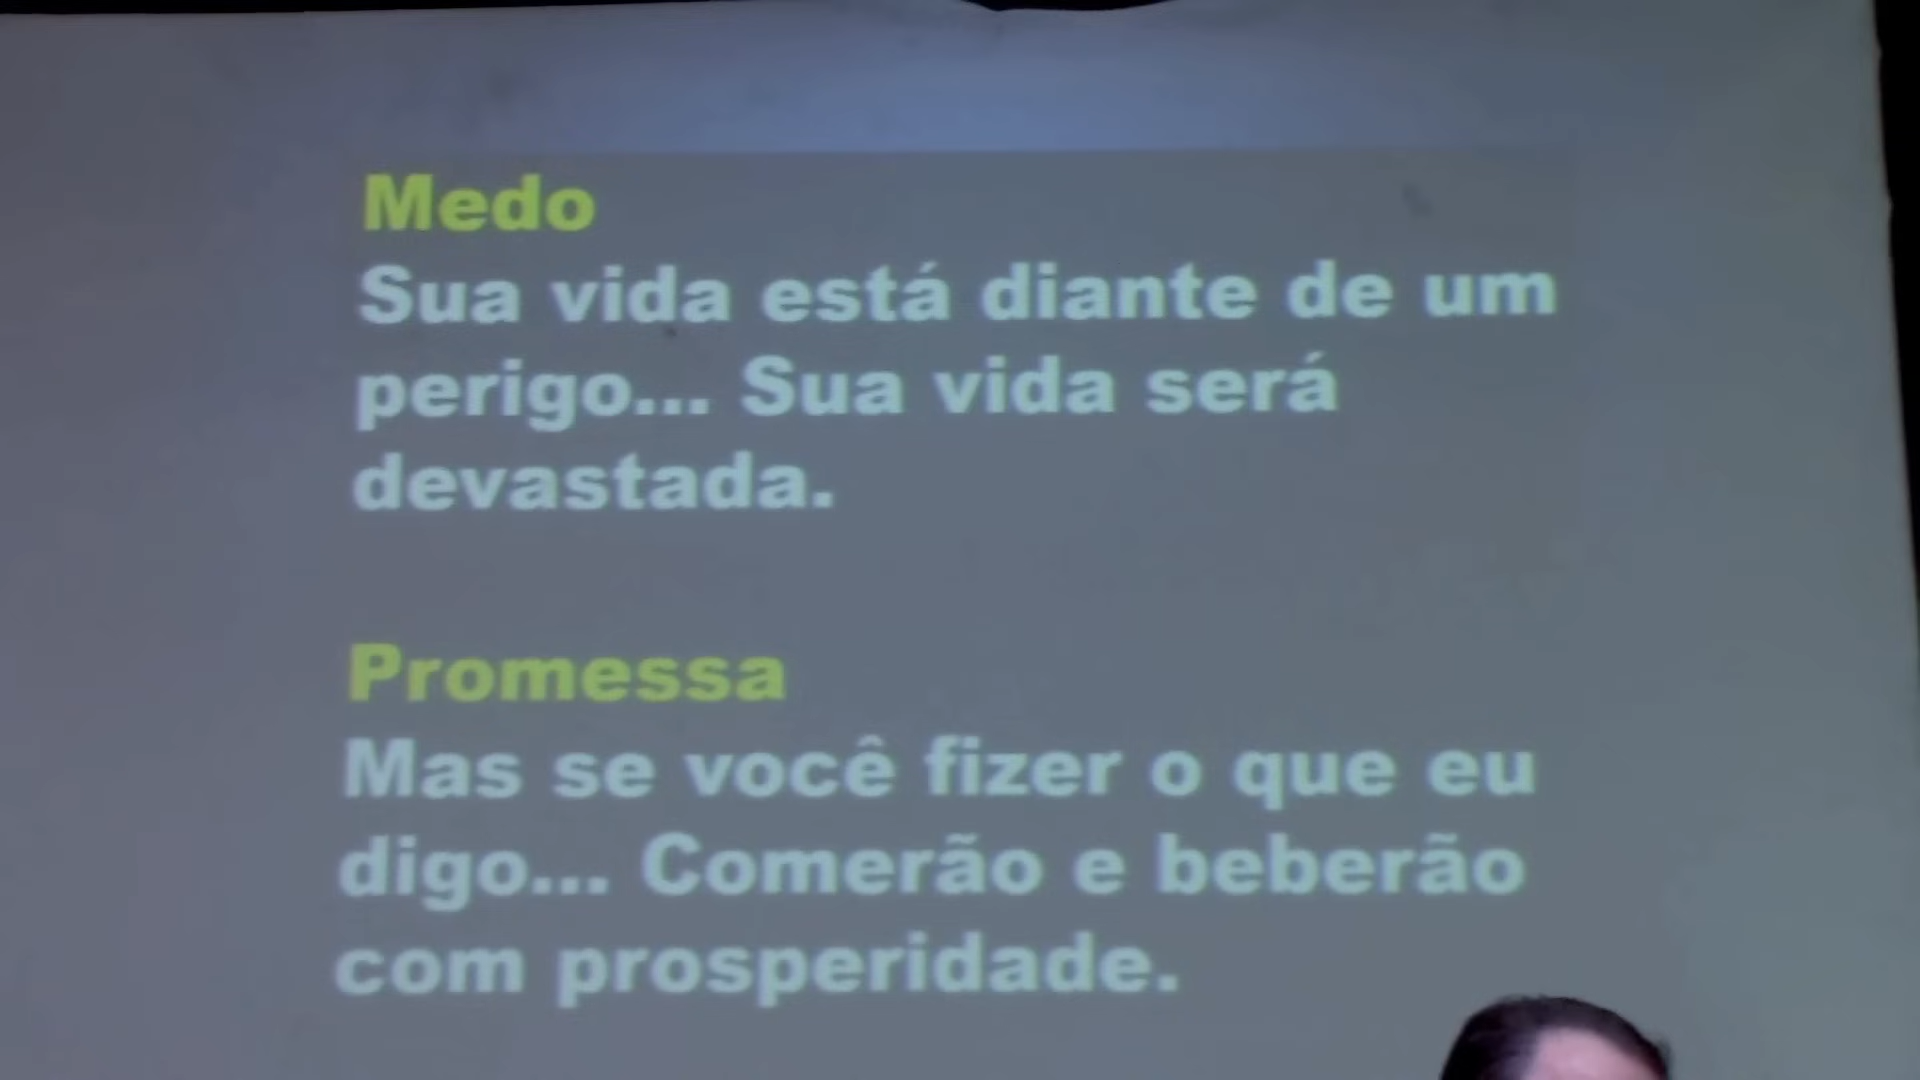 Medo
Sua vida está diante de um
perigo... Sua vida será
devastada.
Promessa
Mas se você fizer o que eu
digo... Comerão e beberão
com prosperidade.